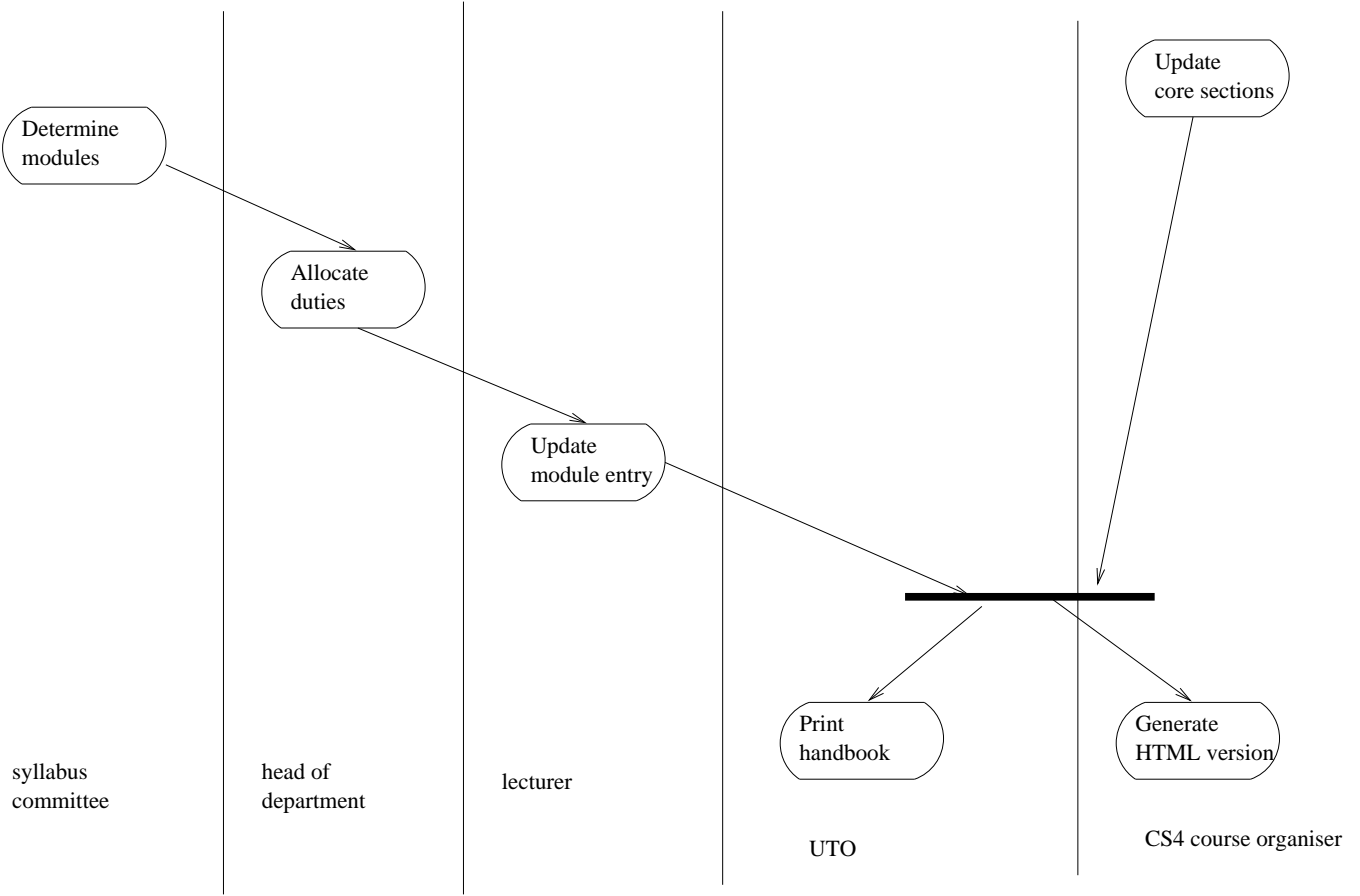 Update
core sections
Determine
modules
Allocate
duties
Update
module entry
Print
handbook
Generate
HTML version
syllabus
committee
head of
department
lecturer
UTO
CS4 course organiser